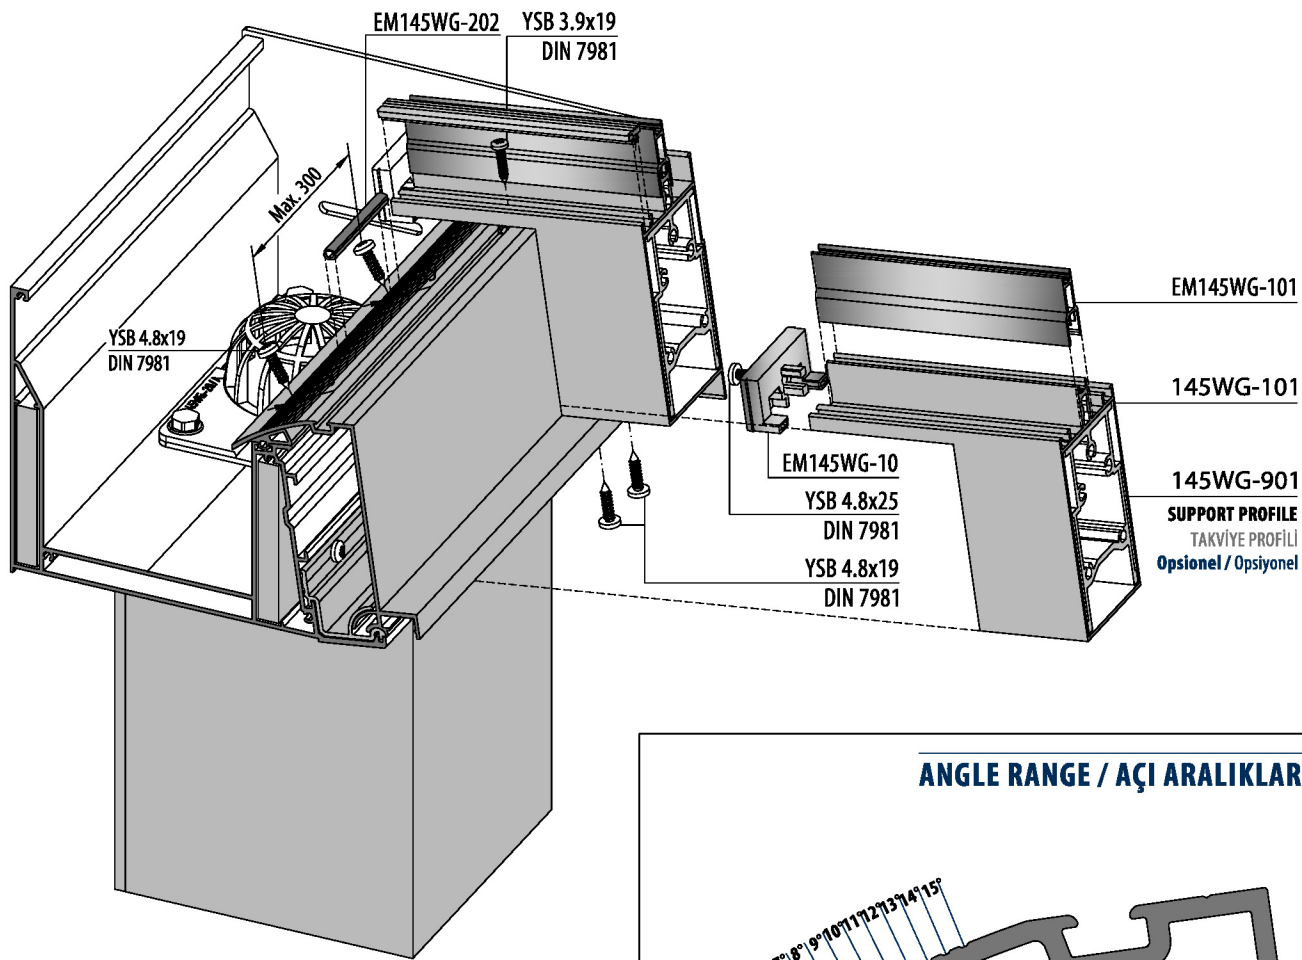 EM145WG-202
YSB 3.9x19
DIN 7981
Max. 300
YSB 4.8x19
DIN 7981
EM145WG-101
145WG-101
EM145WG-10
145WG-901
SUPPORT PROFILE
TAKVİYE PROFİLİ
Opsionel / Opsiyonel
YSB 4.8x25
DIN 7981
YSB 4.8x19
DIN 7981
ANGLE RANGE / AÇI ARALIKLAR
7° 8° 9° 10° 11° 12° 13° 14° 15°